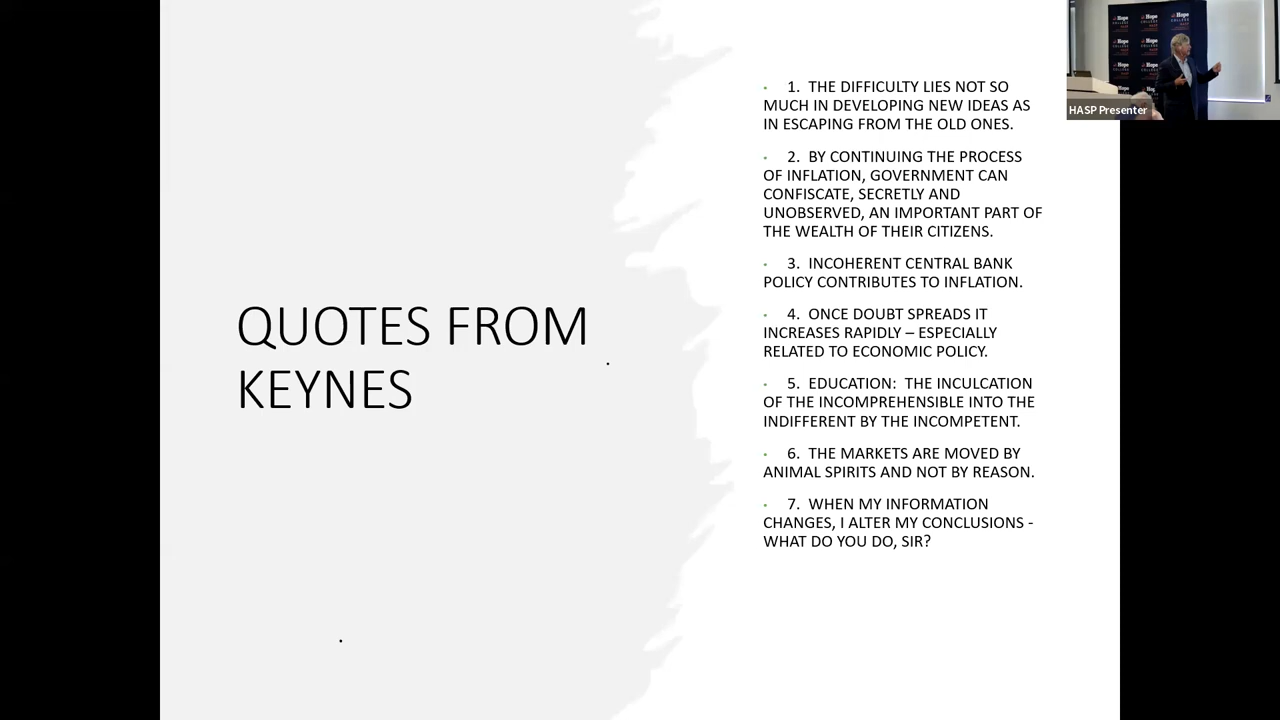 QUOTES FROM
KEYNES
1. THE DIFFICULTY LIES NOT SO
MUCH IN DEVELOPING NEW IDEAS AS
IN ESCAPING FROM THE OLD ONES.
2. BY CONTINUING THE PROCESS
OF INFLATION, GOVERNMENT CAN
CONFISCATE, SECRETLY AND
UNOBSERVED, AN IMPORTANT PART OF
THE WEALTH OF THEIR CITIZENS.
3. INCOHERENT CENTRAL BANK
POLICY CONTRIBUTES TO INFLATION.
4. ONCE DOUBT SPREADS IT
INCREASES RAPIDLY – ESPECIALLY
RELATED TO ECONOMIC POLICY.
5. EDUCATION: THE INCULCATION
OF THE INCOMPREHENSIBLE INTO THE
INDIFFERENT BY THE INCOMPETENT.
6. THE MARKETS ARE MOVED BY
ANIMAL SPIRITS AND NOT BY REASON.
7. WHEN MY INFORMATION
CHANGES, I ALTER MY CONCLUSIONS -
WHAT DO YOU DO, SIR?
Hope
COLLEGE
HASP Presenter